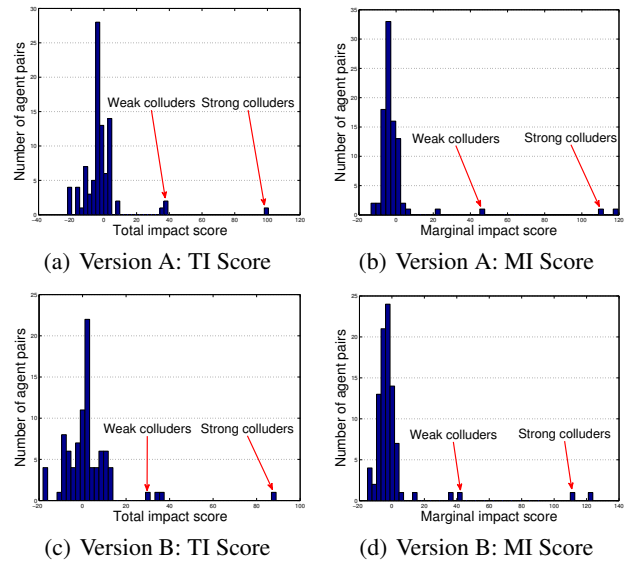 30
25
20
15
10
5
0
Number of agent pairs
Weak colluders
Strong colluders
−40 −20 0 20 40 60 80 100 120
Total impact score
(a) Version A: TI Score
35
30
25
20
15
10
5
0
Number of agent pairs
Weak colluders
Strong colluders
−20 0 20 40 60 80 100 120
Marginal impact score
(b) Version A: MI Score
25
20
15
10
5
0
Number of agent pairs
Weak colluders
Strong colluders
−20 0 20 40 60 80 100
Total impact score
(c) Version B: TI Score
25
20
15
10
5
0
Number of agent pairs
Weak colluders
Strong colluders
−20 0 20 40 60 80 100 120 140
Marginal impact score
(d) Version B: MI Score